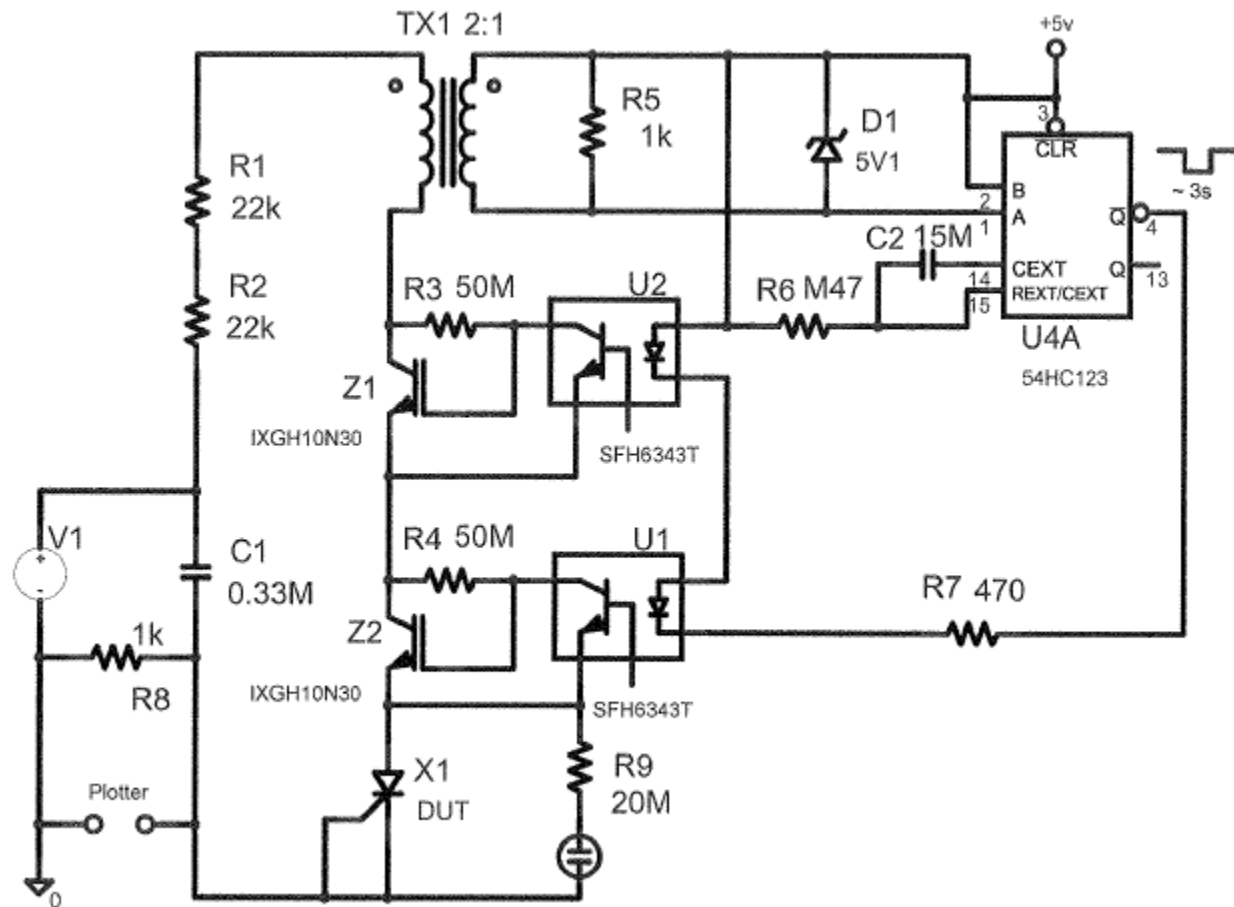 TX1 2:1
+5v
R5
1k
D1
5V1
3
CLR
B
2
A
1
Q
4
~ 3s
R1
22k
C2 15M
CEXT
14
Q
13
REXT/CEXT
15
R2
22k
R3 50M
U2
R6 M47
U4A
54HC123
Z1
IXGH10N30
SFH6343T
V1
+
-
C1
0.33M
R4 50M
U1
R7 470
1k
R8
Z2
IXGH10N30
SFH6343T
Plotter
X1
DUT
R9
20M
0